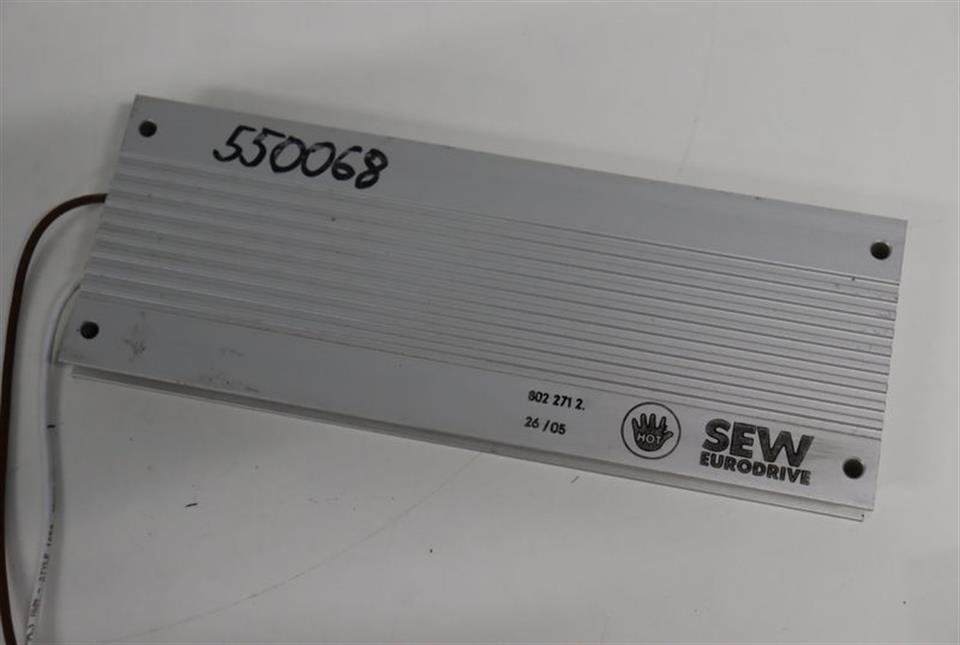 550068
802 271 2.
26/05
HOT
SEW
EURODRIVE